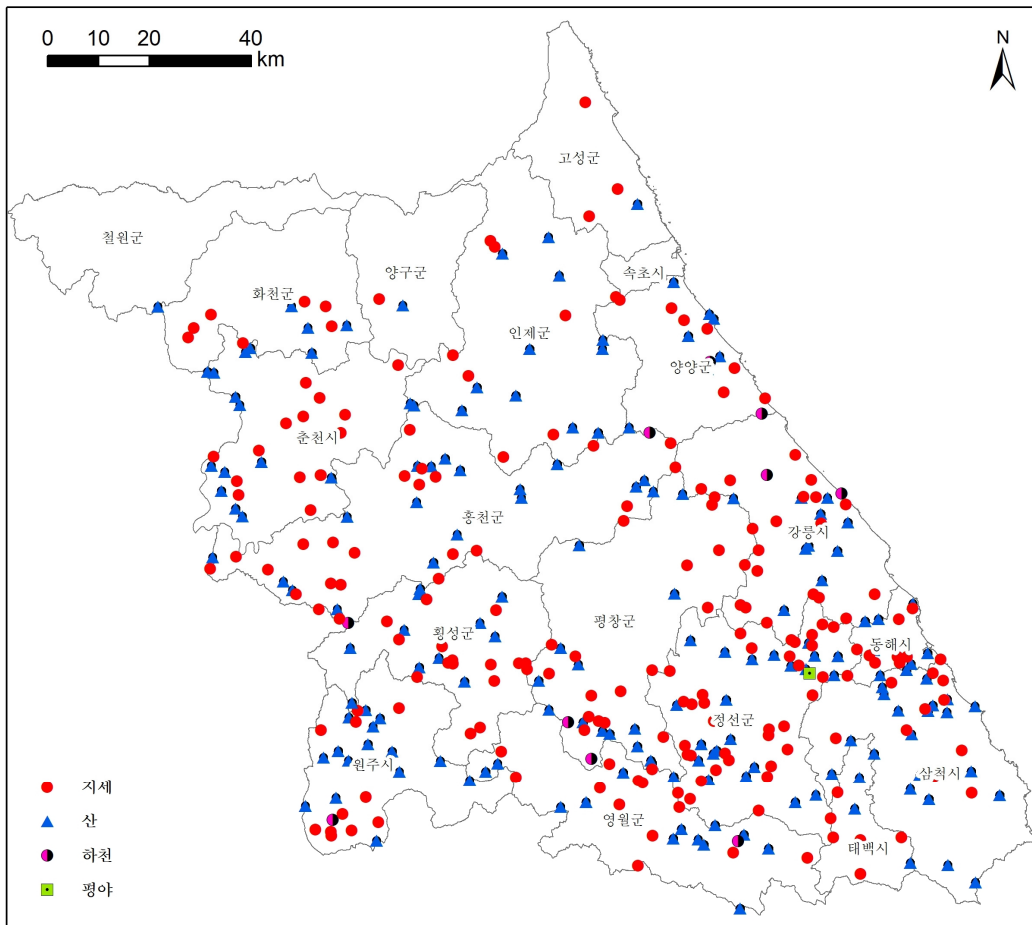 0 10 20 40
km
N
고성군
철원군
속초시
양구군
화천군
인제군
양양군
춘천시
홍천군
강릉시
평창군
횡성군
동해시
정선군
원주시
삼척시
영월군
태백시
지세
산
하천
평야